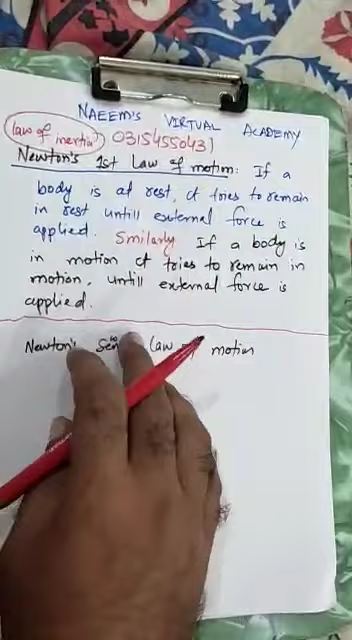 NAEEM'S VIRTUAL ACADEMY
law of inertia 03154550431
Newton's 1st Law of motion: If a
body is at rest, it tries to remain
in rest untill external force is
applied. Similarly If a body is
in motion it tries to remain in
motion, untill external force is
applied.
Newton's law of motion